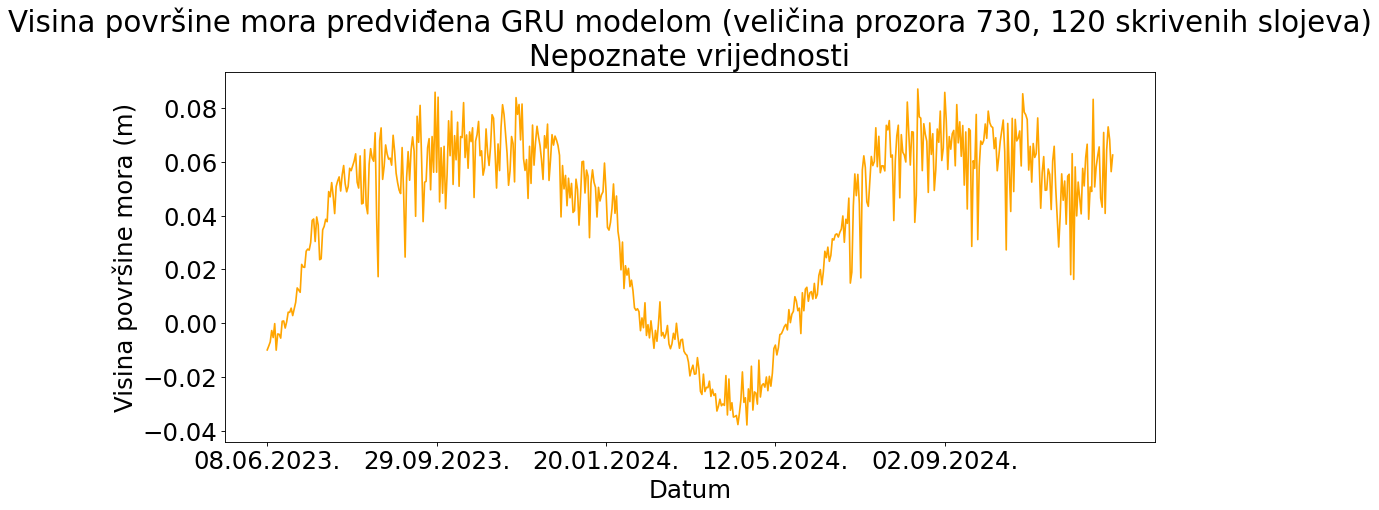 Visina površine mora predviđena GRU modelom (veličina prozora 730, 120 skrivenih slojeva)
Nepoznate vrijednosti
Visina površine mora (m)
0.08
0.06
0.04
0.02
0.00
−0.02
−0.04
08.06.2023. 29.09.2023. 20.01.2024. 12.05.2024. 02.09.2024.
Datum